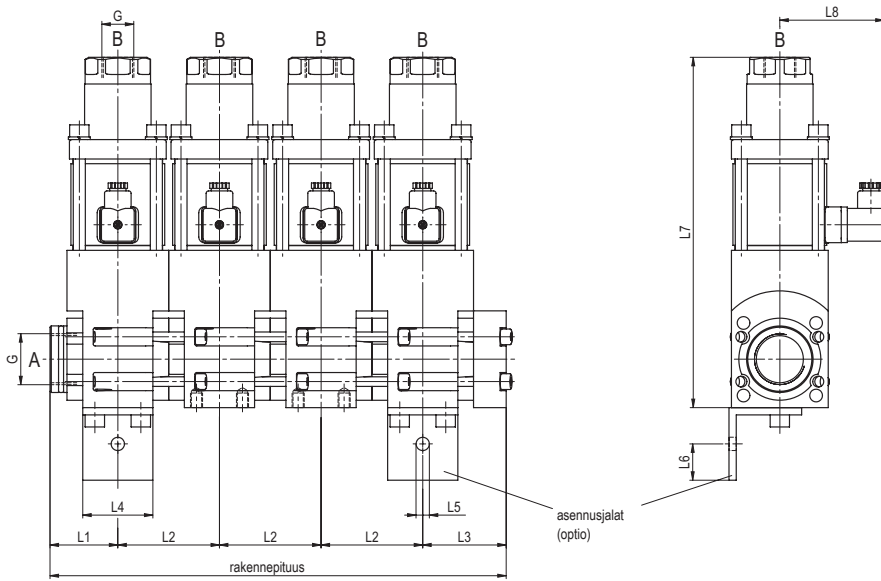 G
L8
B
B
B
B
B
L7
G
A
L6
L4
L5
asennusjalat
(optio)
L1
L2
L2
L2
L3
rakennepituus